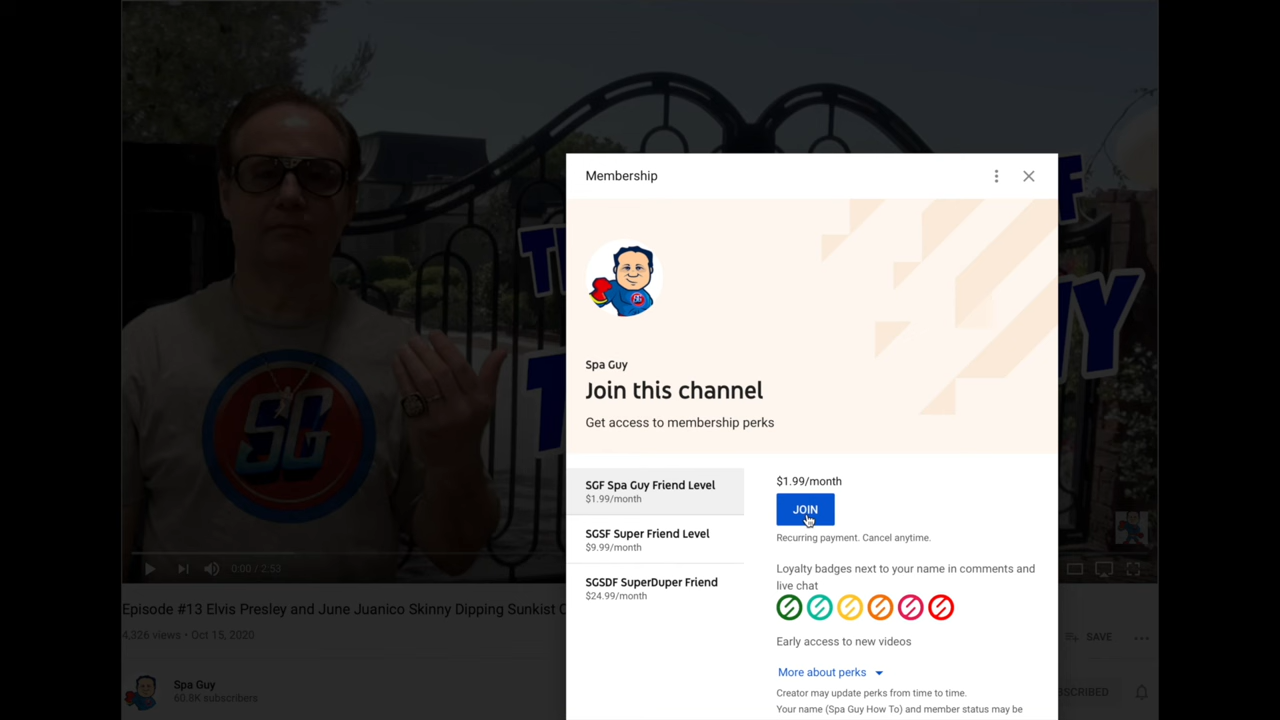 Membership
Spa Guy
Join this channel
Get access to membership perks
SGF Spa Guy Friend Level
$1.99/month
SGSF Super Friend Level
$9.99/month
SGSDF SuperDuper Friend
$24.99/month
$1.99/month
JOIN
Recurring payment. Cancel anytime.
Loyalty badges next to your name in comments and
live chat
Early access to new videos
More about perks
Creator may update perks from time to time.
Your name (Spa Guy How To) and member status may be
SG
0:00 / 2:53
Episode #13 Elvis Presley and June Juanico Skinny Dipping Sunkist
4,326 views • Oct 15, 2020
SAVE
Spa Guy
60.8K subscribers